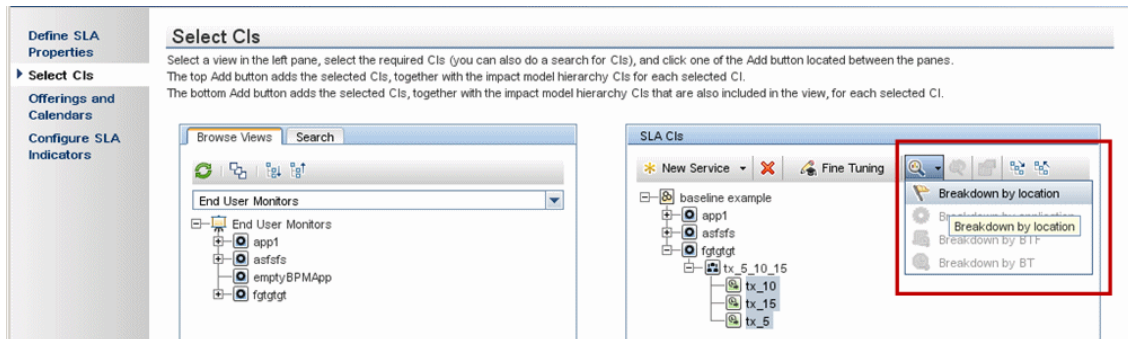 Define SLA
Properties
Select CIs
Offerings and
Calendars
Configure SLA
Indicators
Select CIs
Select a view in the left pane, select the required CIs (you can also do a search for CIs), and click one of the Add button located between the panes.
The top Add button adds the selected CIs, together with the impact model hierarchy CIs for each selected CI.
The bottom Add button adds the selected CIs, together with the impact model hierarchy CIs that are also included in the view, for each selected CI.
Browse Views
Search
End User Monitors
End User Monitors
app1
asfsfs
emptyBPMApp
fgtgtgt
SLA CIs
New Service
Fine Tuning
baseline example
app1
asfsfs
fgtgtgt
tx_5_10_15
tx_10
tx_15
tx_5
Breakdown by location
Breakdown by location
Breakdown by BTF
Breakdown by BT